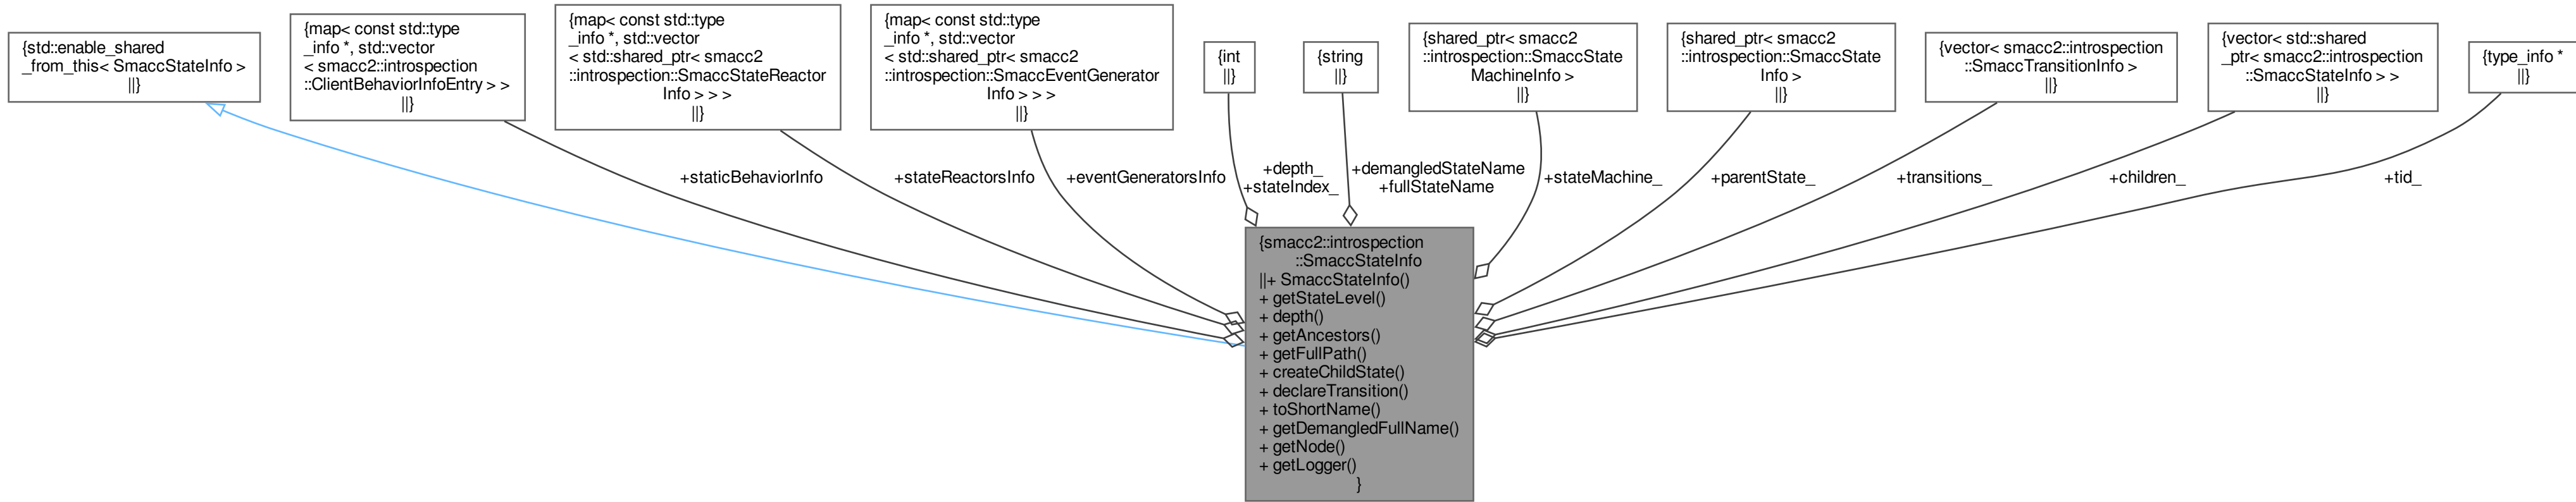 {std::enable_shared
_from_this< SmaccStateInfo >
||}
{map< const std::type
_info *, std::vector
< smacc2::introspection
::ClientBehaviorInfoEntry > >
||}
{map< const std::type
_info *, std::vector
< std::shared_ptr< smacc2
::introspection::SmaccStateReactor
Info > > >
||}
{map< const std::type
_info *, std::vector
< std::shared_ptr< smacc2
::introspection::SmaccEventGenerator
Info > > >
||}
{int
||}
{string
||}
{shared_ptr< smacc2
::introspection::SmaccState
MachineInfo >
||}
{shared_ptr< smacc2
::introspection::SmaccState
Info >
||}
{vector< smacc2::introspection
::SmaccTransitionInfo >
||}
{vector< std::shared
_ptr< smacc2::introspection
::SmaccStateInfo > >
||}
{type_info *
||}
+staticBehaviorInfo
+stateReactorsInfo
+eventGeneratorsInfo
+depth_
+stateIndex_
+demangledStateName
+fullStateName
+stateMachine_
+parentState_
+transitions_
+children_
+tid_
{smacc2::introspection
::SmaccStateInfo
||+ SmaccStateInfo()
+ getStateLevel()
+ depth()
+ getAncestors()
+ getFullPath()
+ createChildState()
+ declareTransition()
+ toShortName()
+ getDemangledFullName()
+ getNode()
+ getLogger()
}